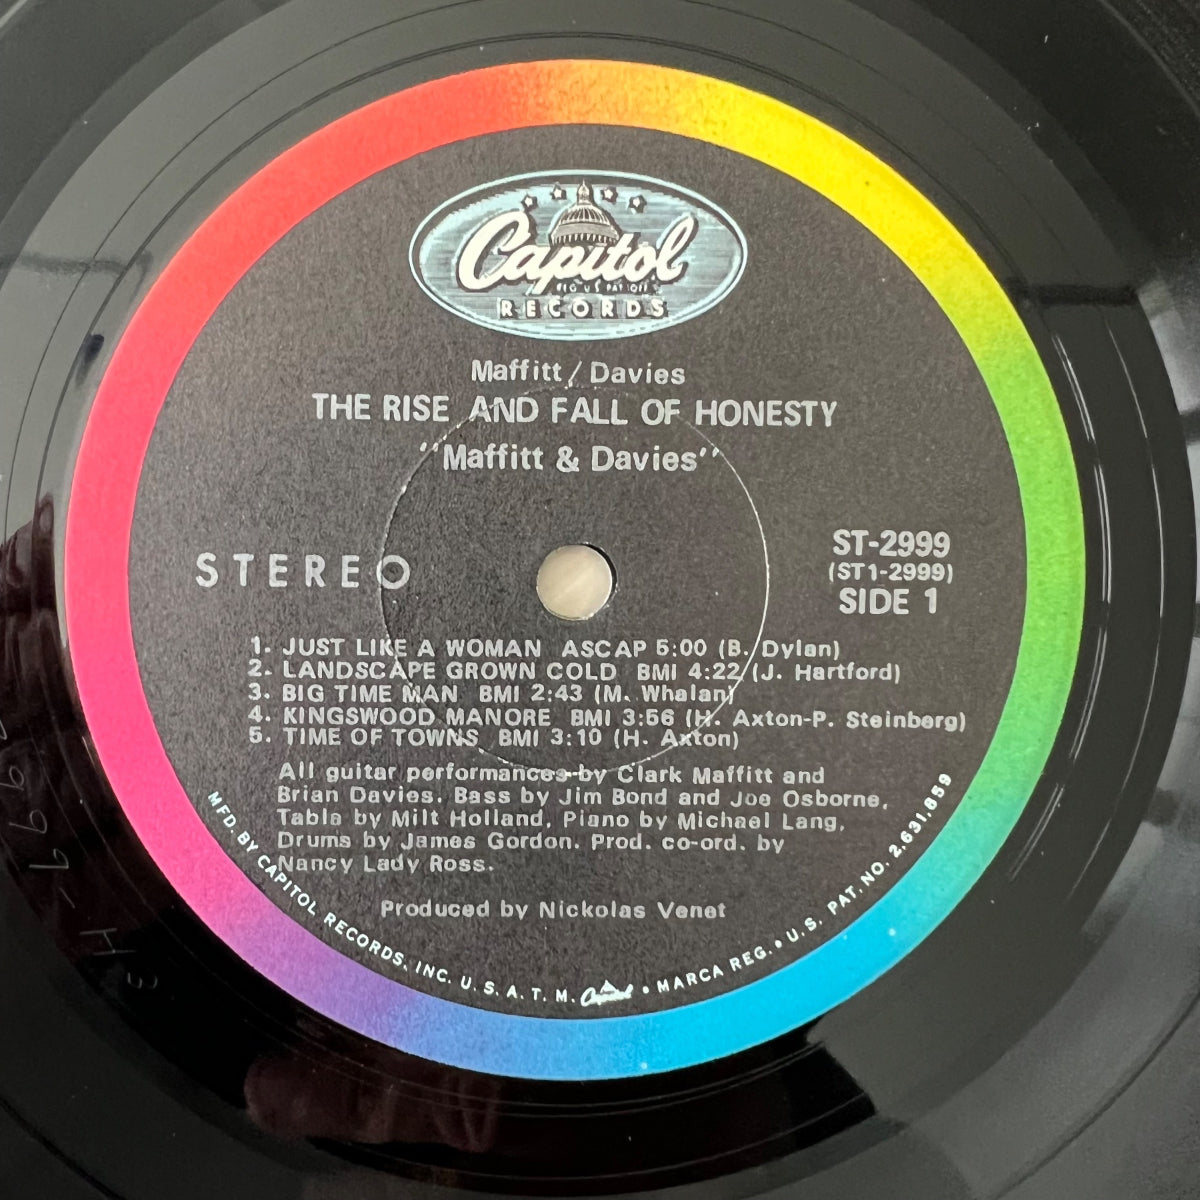 Capitol
REG. U.S. PAT. OFF.
RECORDS
Maffitt / Davies
THE RISE AND FALL OF HONESTY
"Maffitt & Davies"
STEREO
ST-2999
(ST1-2999)
SIDE 1
1. JUST LIKE A WOMAN ASCAP 5:00 (B. Dylan)
2. LANDSCAPE GROWN COLD BMI 4:22 (J. Hartford)
3. BIG TIME MAN BMI 2:43 (M. Whalan)
4. KINGSWOOD MANORE BMI 3:56 (H. Axton-P. Steinberg)
5. TIME OF TOWNS BMI 3:10 (H. Axton)
All guitar performances by Clark Maffitt and
Brian Davies. Bass by Jim Bond and Joe Osborne,
Tabla by Milt Holland, Piano by Michael Lang,
Drums by James Gordon. Prod. co-ord. by
Nancy Lady Ross.
Produced by Nickolas Venet
MFD. BY CAPITOL RECORDS, INC. U.S.A. T.M. Capitol • MARCA REG. • U.S. PAT. NO. 2,631,859